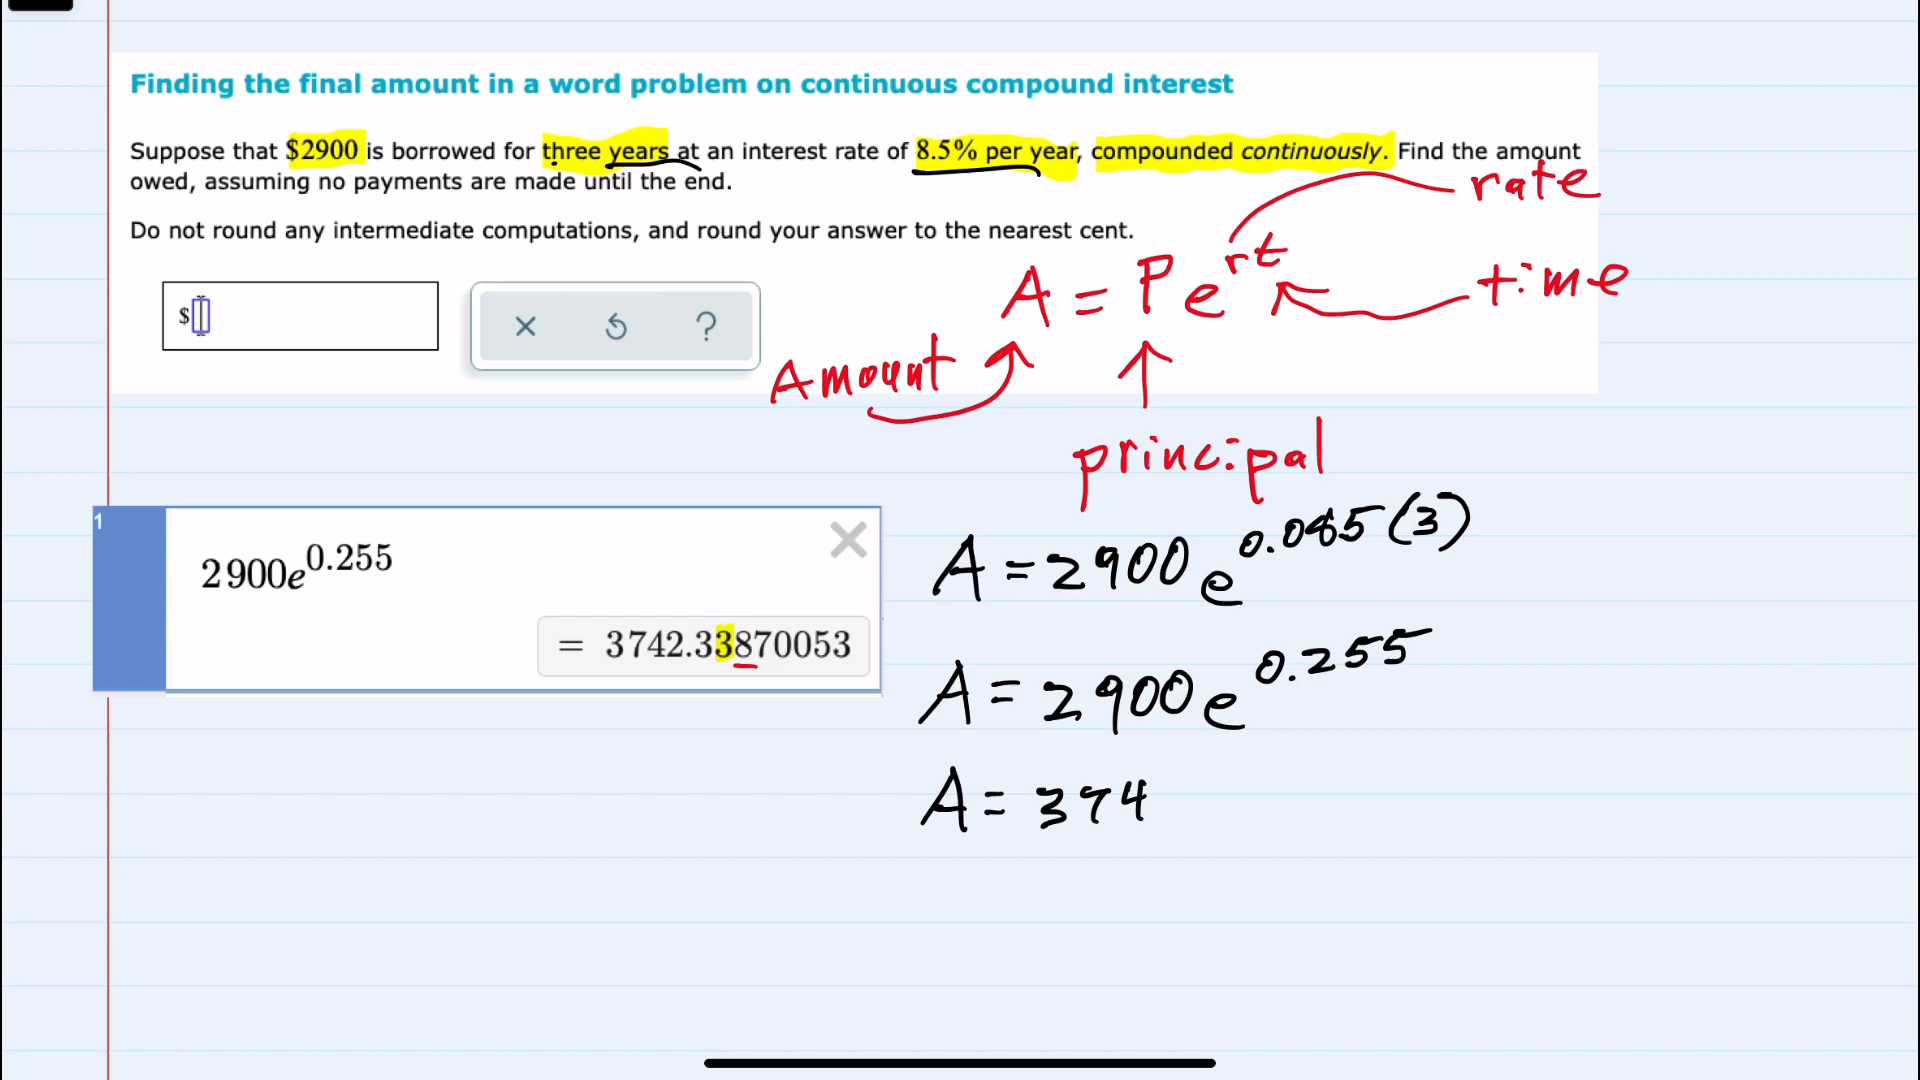 Finding the final amount in a word problem on continuous compound interest
Suppose that $2900 is borrowed for three years at an interest rate of 8.5% per year, compounded continuously. Find the amount
owed, assuming no payments are made until the end.
Do not round any intermediate computations, and round your answer to the nearest cent.
$
× ?
A = Pe^rt
rate
time
Amount
principal
1
2900e^0.255
= 3742.33870053
A = 2900 e^0.085(3)
A = 2900 e^0.255
A = 374